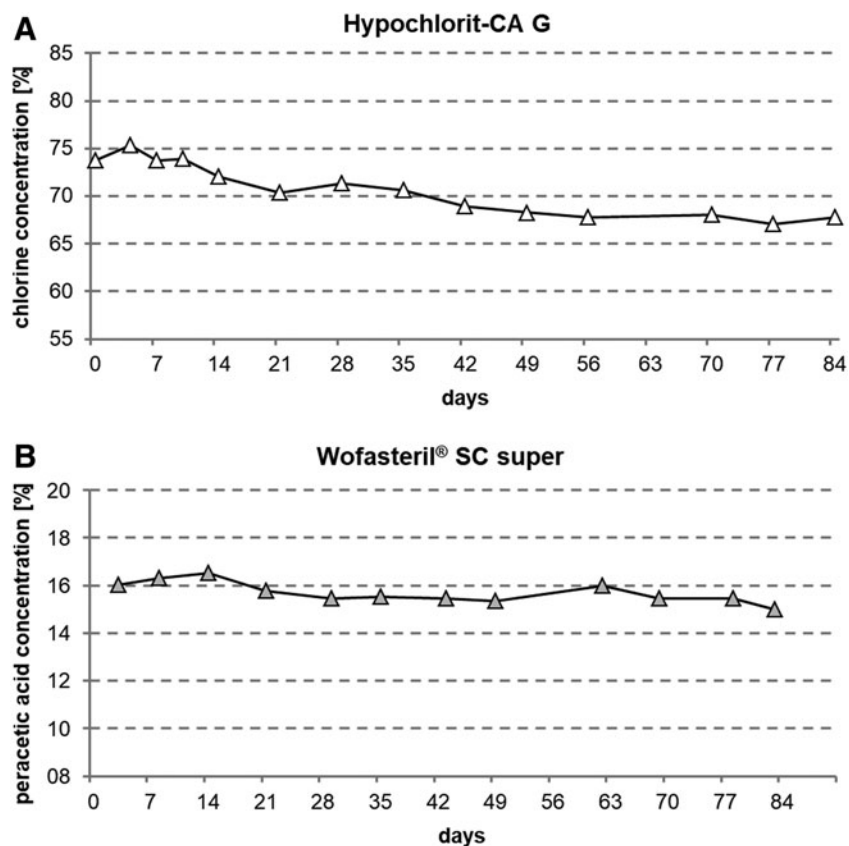 A
Hypochlorit-CA G
chlorine concentration [%]
85
80
75
70
65
60
55
0 7 14 21 28 35 42 49 56 63 70 77 84
days
B
Wofasteril® SC super
peracetic acid concentration [%]
20
18
16
14
12
10
08
0 7 14 21 28 35 42 49 56 63 70 84
days